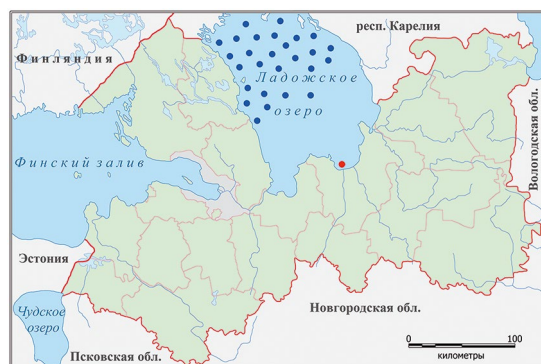 респ. Карелия
Финляндия
Ладожское
озеро
Вологодская обл.
Финский залив
Эстония
Новгородская обл.
Чудское
озеро
Псковская обл.
0
100
километры